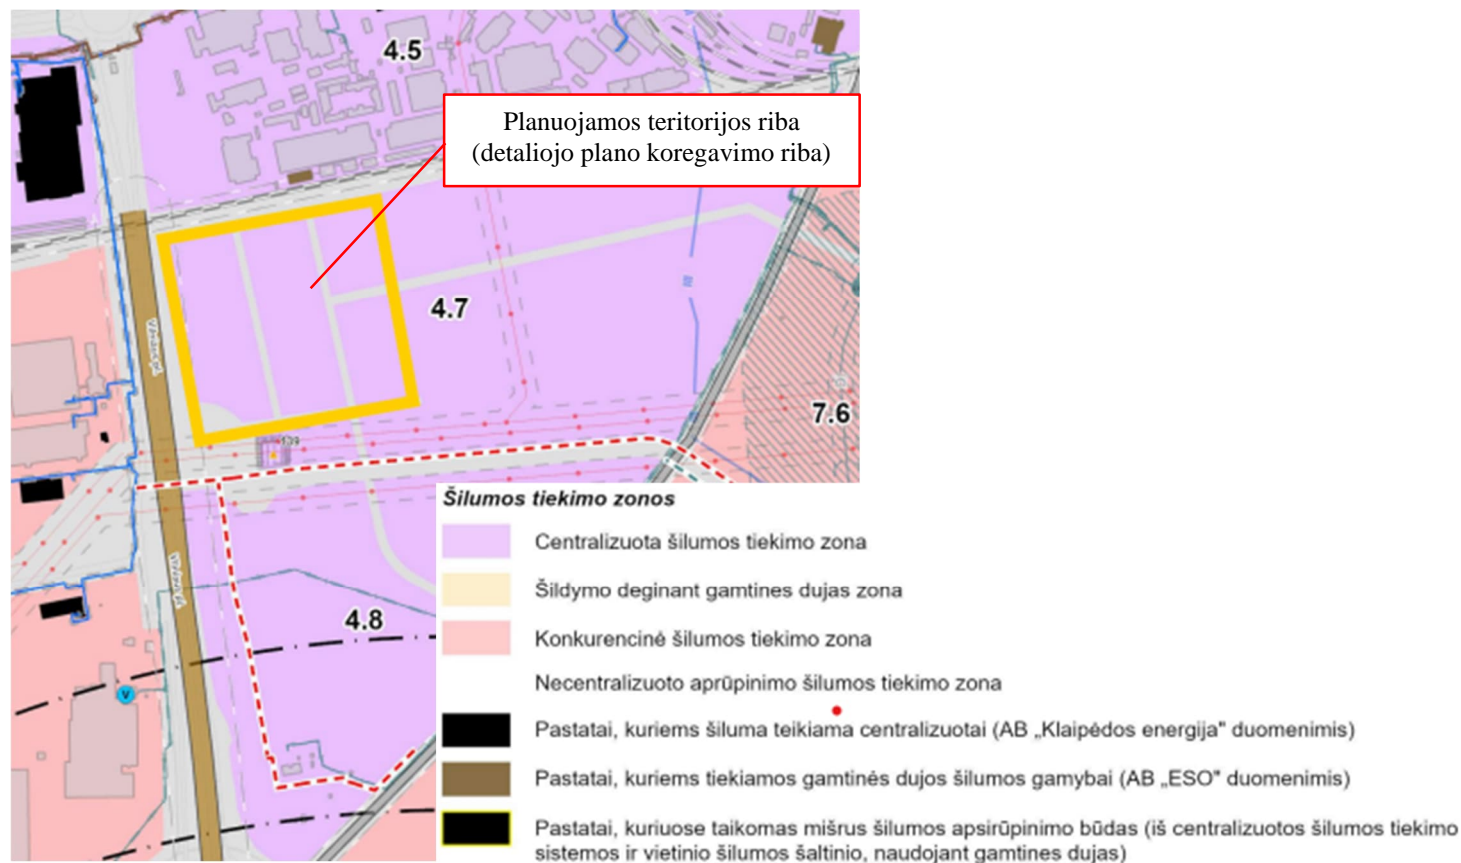 4.5
Planuojamos teritorijos riba
(detaliojo plano koregavimo riba)
4.7
7.6
139
4.8
V
Šilumos tiekimo zonos
Centralizuota šilumos tiekimo zona
Šildymo deginant gamtines dujas zona
Konkurencinė šilumos tiekimo zona
Necentralizuoto aprūpinimo šilumos tiekimo zona
Pastatai, kuriems šiluma teikiama centralizuotai (AB „Klaipėdos energija" duomenimis)
Pastatai, kuriems tiekiamos gamtinės dujos šilumos gamybai (AB „ESO" duomenimis)
Pastatai, kuriuose taikomas mišrus šilumos apsirūpinimo būdas (iš centralizuotos šilumos tiekimo
sistemos ir vietinio šilumos šaltinio, naudojant gamtines dujas)